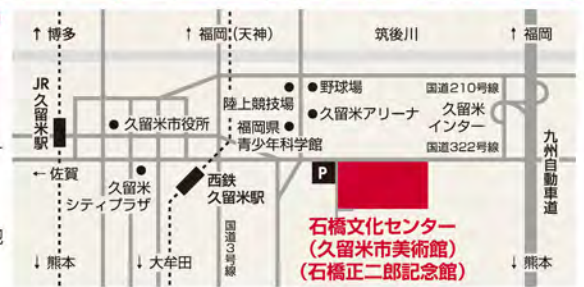 ↑ 博多
↑ 福岡(天神)
筑後川
↑ 福岡
JR
久留米駅
野球場
国道210号線
陸上競技場
久留米市役所
福岡県
青少年科学館
久留米アリーナ
久留米
インター
国道322号線
九州自動車道
← 佐賀
久留米
シティプラザ
西鉄
久留米駅
P
国道3号線
石橋文化センター
(久留米市美術館)
(石橋正二郎記念館)
↓ 熊本
↓ 大牟田
↓ 熊本